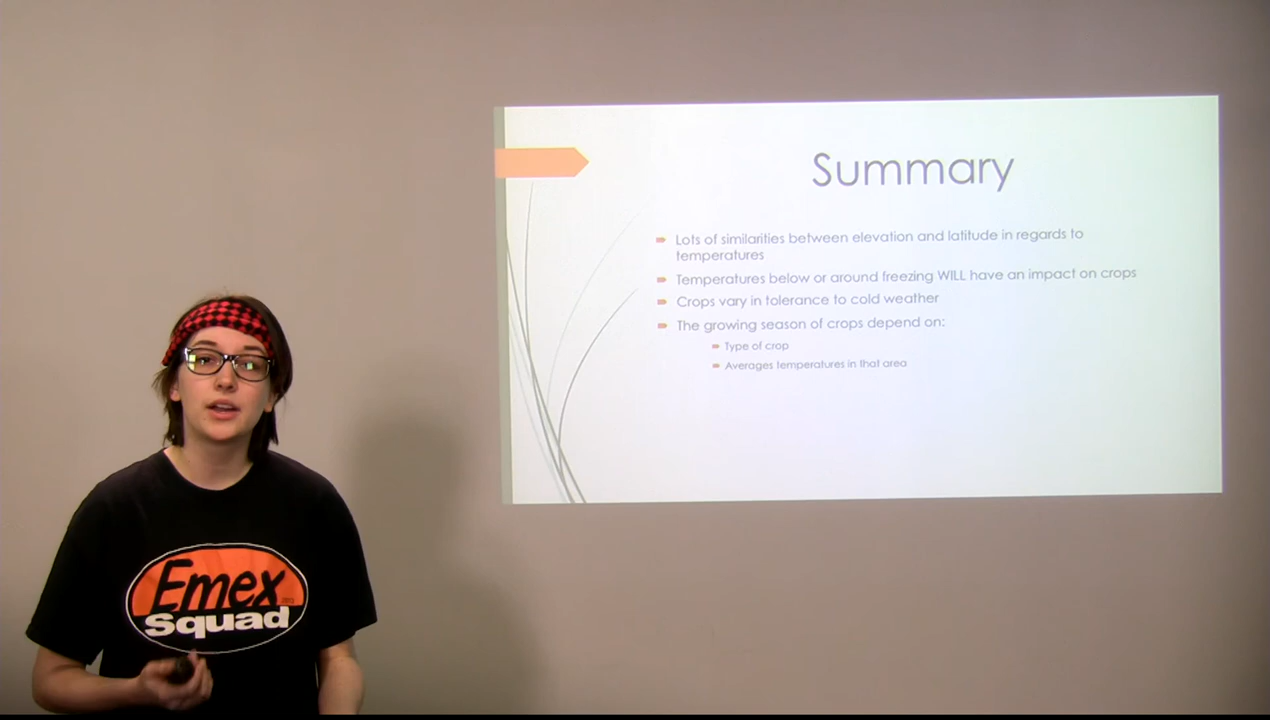 Summary
Lots of similarities between elevation and latitude in regards to
temperatures
Temperatures below or around freezing WILL have an impact on crops
Crops vary in tolerance to cold weather
The growing season of crops depend on:
Type of crop
Averages temperatures in that area
Emex
Squad